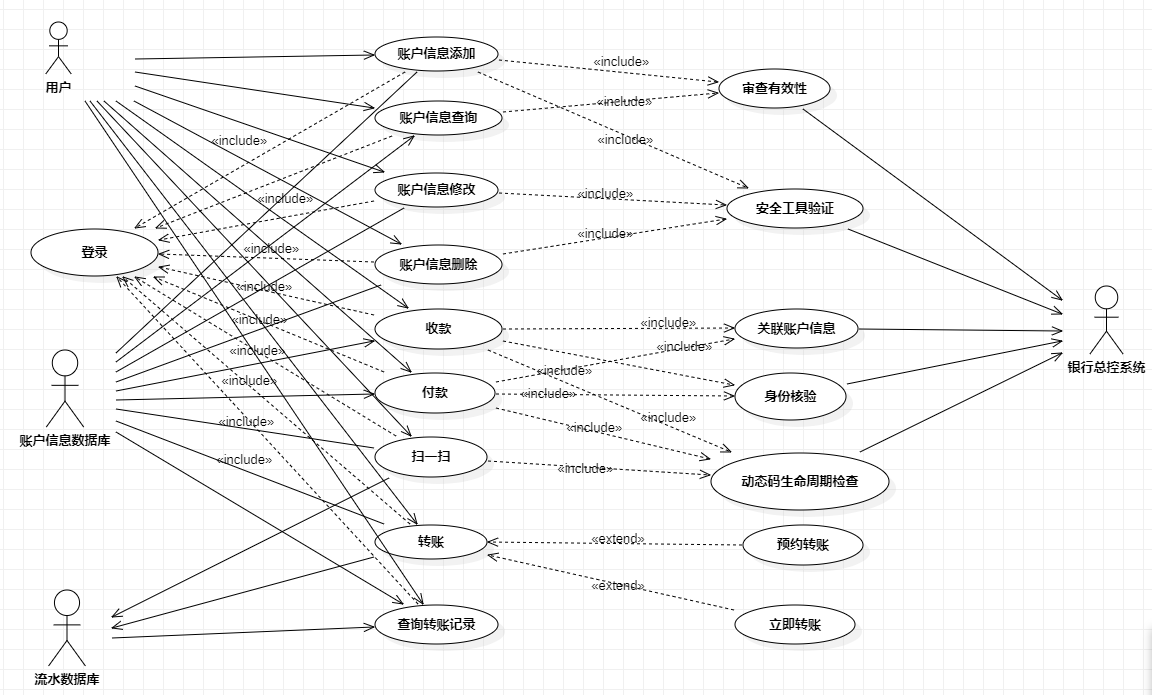 用户
账户信息添加
«include»
审查有效性
账户信息查询
«include»
«include»
«include»
账户信息修改
«include»
«include»
安全工具验证
登录
«include»
账户信息删除
«include»
«include»
收款
«include»
关联账户信息
银行总控系统
«include»
«include»
«include»
«include»
付款
«include»
身份核验
账户信息数据库
«include»
«include»
«include»
扫一扫
«include»
«include»
动态码生命周期检查
转账
«extend»
预约转账
«extend»
流水数据库
查询转账记录
立即转账